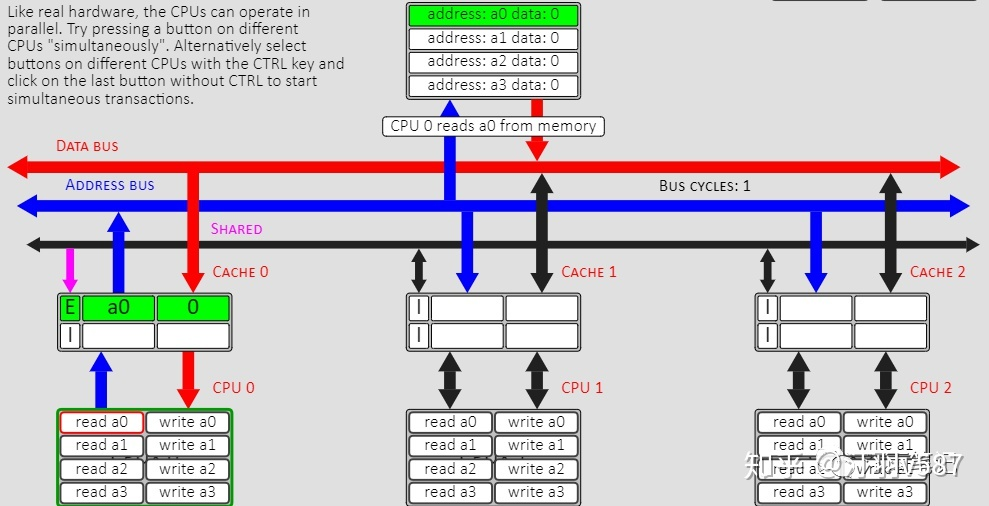 Like real hardware, the CPUs can operate in
parallel. Try pressing a button on different
CPUs "simultaneously". Alternatively select
buttons on different CPUs with the CTRL key and
click on the last button without CTRL to start
simultaneous transactions.
address: a0 data: 0
address: a1 data: 0
address: a2 data: 0
address: a3 data: 0
CPU 0 reads a0 from memory
DATA BUS
ADDRESS BUS
BUS CYCLES: 1
SHARED
CACHE 0
CACHE 1
CACHE 2
E a0 0
I
I
I
I
I
CPU 0
CPU 1
CPU 2
read a0 write a0
read a1 write a1
read a2 write a2
read a3 write a3
read a0 write a0
read a1 write a1
read a2 write a2
read a3 write a3
read a0 write a0
read a1 write a1
write a2
read a3 write a3
知乎